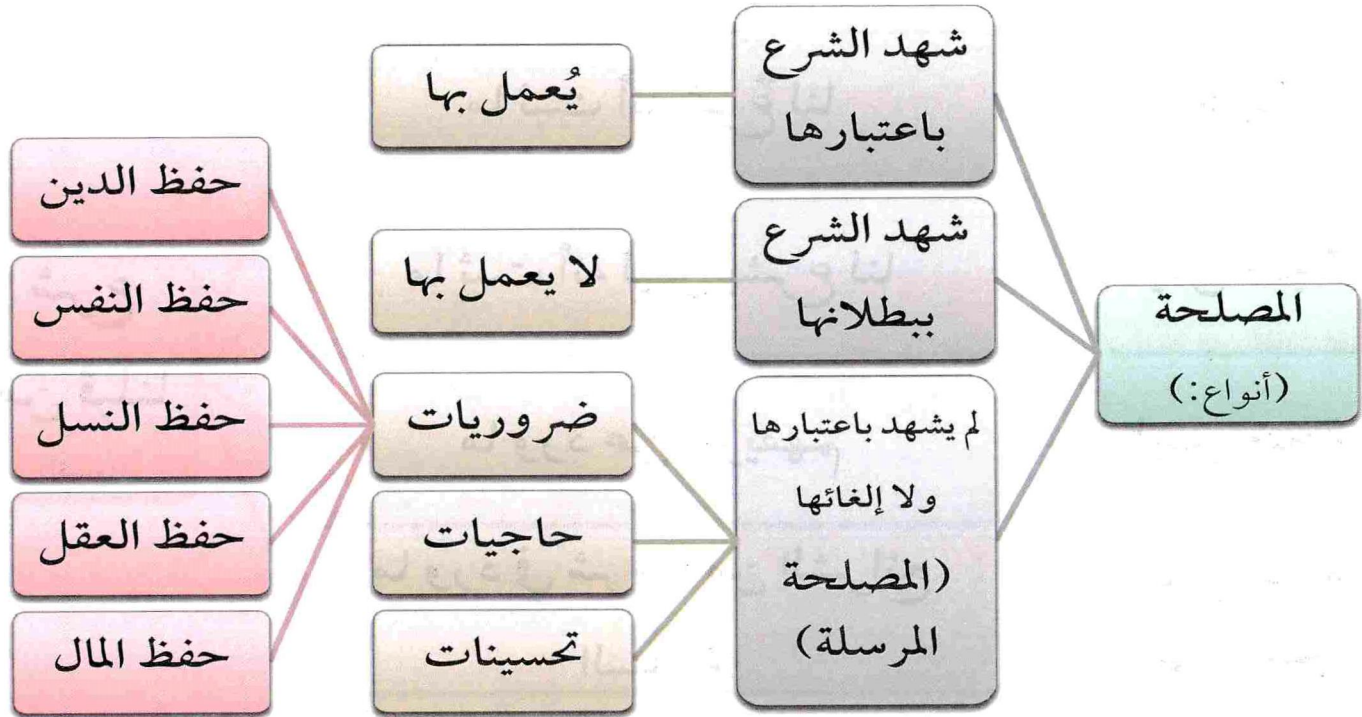 المصلحة
(أنواع:)
شهد الشرع
باعتبارها
يُعمل بها
شهد الشرع
ببطلانها
لا يعمل بها
لم يشهد باعتبارها
ولا إلغائها
(المصلحة
المرسلة)
ضروريات
حاجيات
تحسينات
حفظ الدين
حفظ النفس
حفظ النسل
حفظ العقل
حفظ المال